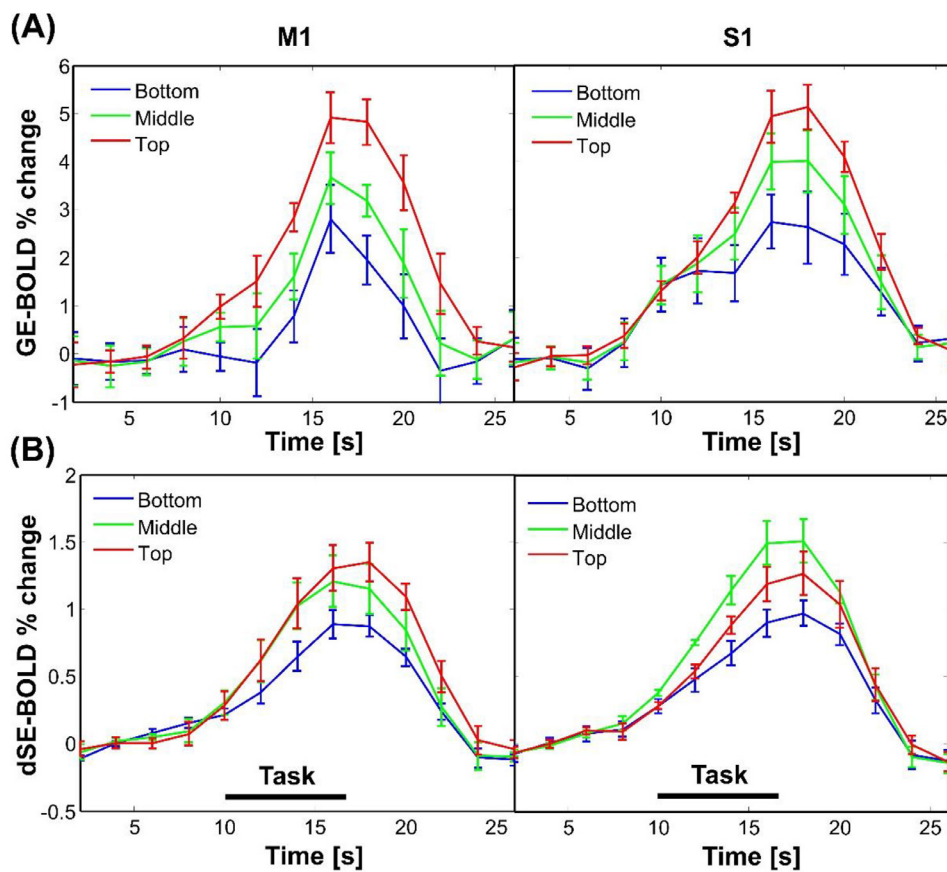 (A)
M1
S1
GE-BOLD % change
6
5
4
3
2
1
0
-1
Bottom
Middle
Top
Bottom
Middle
Top
5
10
15
20
25
5
10
15
20
25
Time [s]
Time [s]
(B)
dSE-BOLD % change
2
1.5
1
0.5
0
-0.5
Bottom
Middle
Top
Bottom
Middle
Top
Task
Task
5
10
15
20
25
5
10
15
20
25
Time [s]
Time [s]